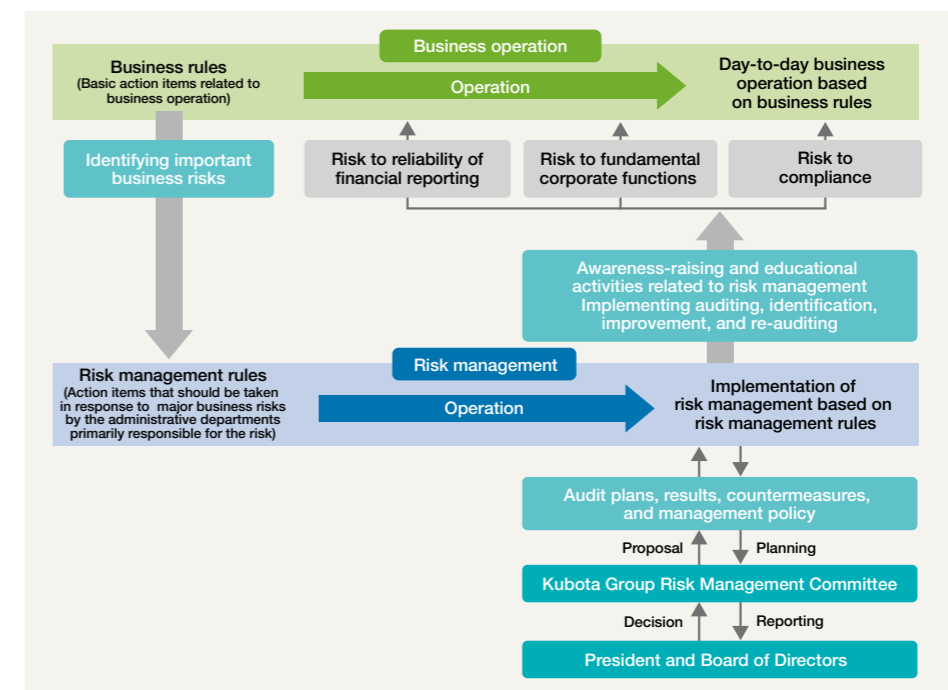 Business operation
Business rules
(Basic action items related to
business operation)
Operation
Day-to-day business
operation based
on business rules
Identifying important
business risks
Risk to reliability of
financial reporting
Risk to fundamental
corporate functions
Risk to
compliance
Awareness-raising and educational
activities related to risk management
Implementing auditing, identification,
improvement, and re-auditing
Risk management
Risk management rules
(Action items that should be taken
in response to major business risks
by the administrative departments
primarily responsible for the risk)
Operation
Implementation of
risk management based on
risk management rules
Audit plans, results, countermeasures,
and management policy
Proposal
Planning
Kubota Group Risk Management Committee
Decision
Reporting
President and Board of Directors